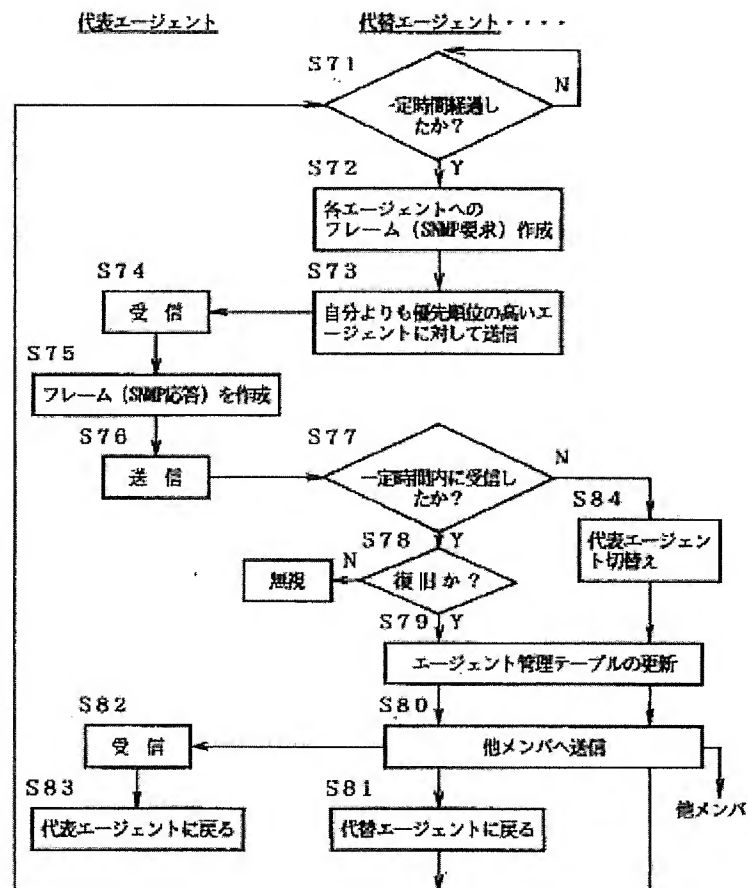 代表エージェント
代替エージェント・・・・
S71
N
一定時間経過し
たか?
S72
Y
各エージェントへの
フレーム(SNMP要求)作成
S74
S73
受 信
自分よりも優先順位の高いエ
ージェントに対して送信
S75
フレーム(SNMP応答)を作成
S76
S77
送 信
一定時間内に受信し
たか?
N
S84
S78
Y
代表エージェン
ト切替え
無視
N
復旧か?
S79
Y
エージェント管理テーブルの更新
S82
S80
受 信
他メンバへ送信
S83
S81
他メンバ
代表エージェントに戻る
代替エージェントに戻る